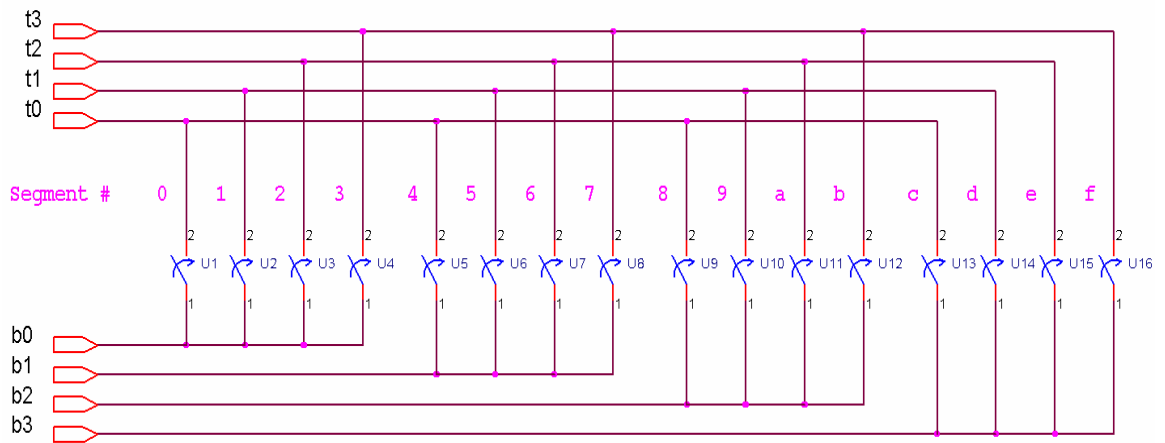 t3
t2
t1
t0
Segment # 0 1 2 3 4 5 6 7 8 9 a b c d e f
2 2 2 2 2 2 2 2 2 2 2 2 2 2 2 2
U1 U2 U3 U4 U5 U6 U7 U8 U9 U10 U11 U12 U13 U14 U15 U16
1 1 1 1 1 1 1 1 1 1 1 1 1 1 1 1
b0
b1
b2
b3